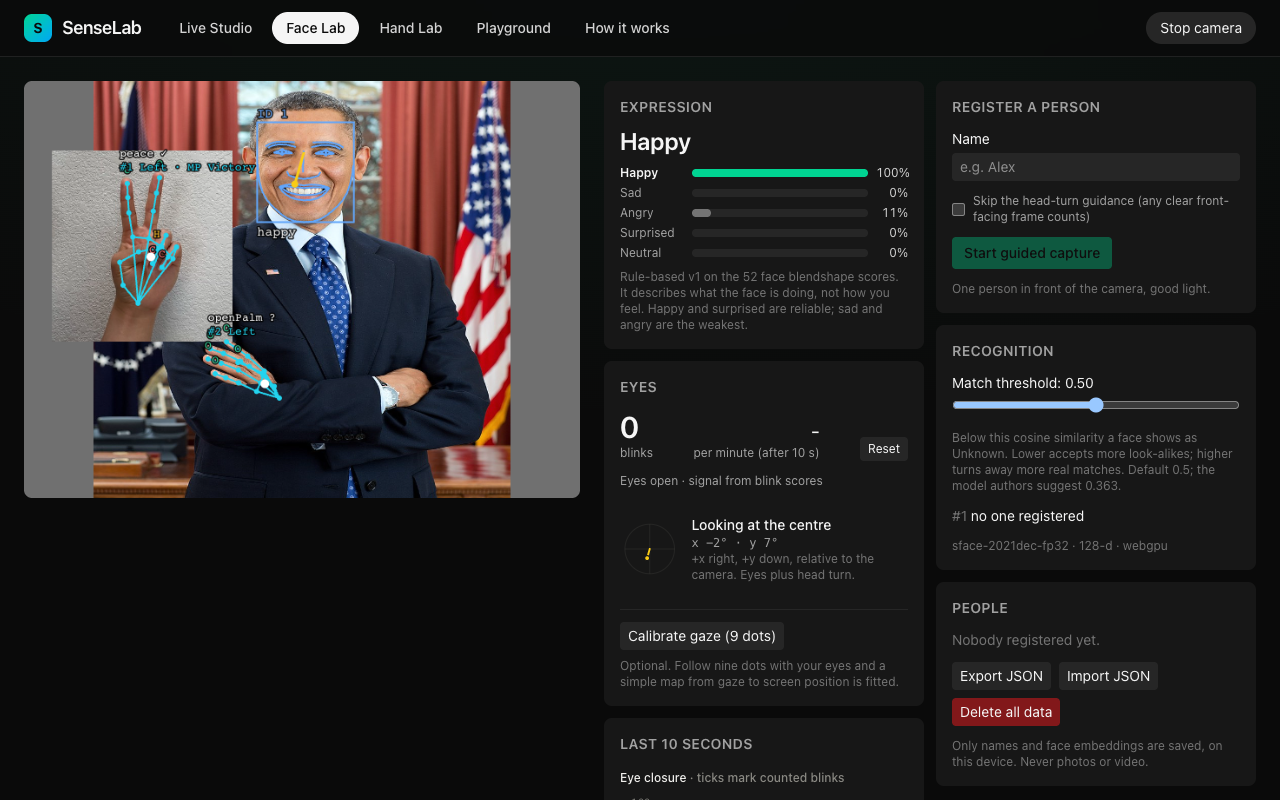 S SenseLab Live Studio Face Lab Hand Lab Playground How it works Stop camera
ID 1
peace ✓
#1 Left · MP Victory
happy
openPalm ?
#2 Left
EXPRESSION
Happy
Happy 100%
Sad 0%
Angry 11%
Surprised 0%
Neutral 0%
Rule-based v1 on the 52 face blendshape scores.
It describes what the face is doing, not how you
feel. Happy and surprised are reliable; sad and
angry are the weakest.
EYES
0 –
blinks per minute (after 10 s) Reset
Eyes open · signal from blink scores
Looking at the centre
x −2° · y 7°
+x right, +y down, relative to the
camera. Eyes plus head turn.
Calibrate gaze (9 dots)
Optional. Follow nine dots with your eyes and a
simple map from gaze to screen position is fitted.
LAST 10 SECONDS
Eye closure · ticks mark counted blinks
REGISTER A PERSON
Name
e.g. Alex
Skip the head-turn guidance (any clear front-
facing frame counts)
Start guided capture
One person in front of the camera, good light.
RECOGNITION
Match threshold: 0.50
Below this cosine similarity a face shows as
Unknown. Lower accepts more look-alikes; higher
turns away more real matches. Default 0.5; the
model authors suggest 0.363.
#1 no one registered
sface-2021dec-fp32 · 128-d · webgpu
PEOPLE
Nobody registered yet.
Export JSON Import JSON
Delete all data
Only names and face embeddings are saved, on
this device. Never photos or video.